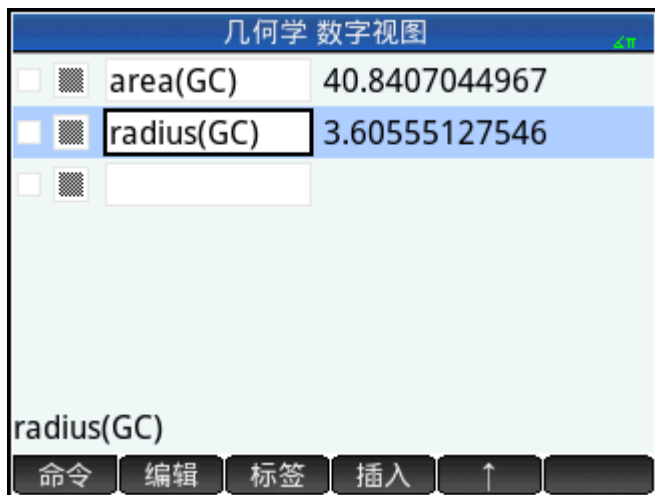 几何学 数字视图
∡π
area(GC) 40.8407044967
radius(GC) 3.60555127546
radius(GC)
命令 编辑 标签 插入 ↑